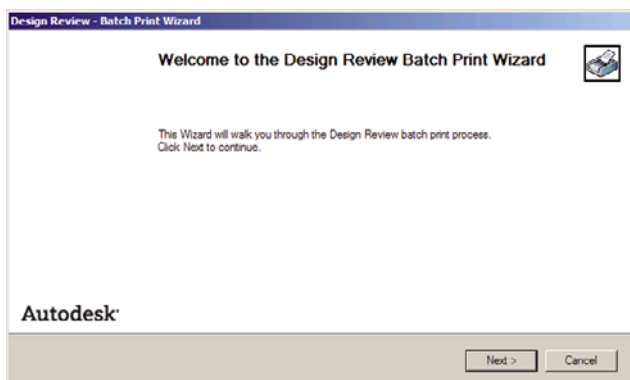 Design Review - Batch Print Wizard
Welcome to the Design Review Batch Print Wizard
This Wizard will walk you through the Design Review batch print process.
Click Next to continue.
Autodesk
Next >
Cancel